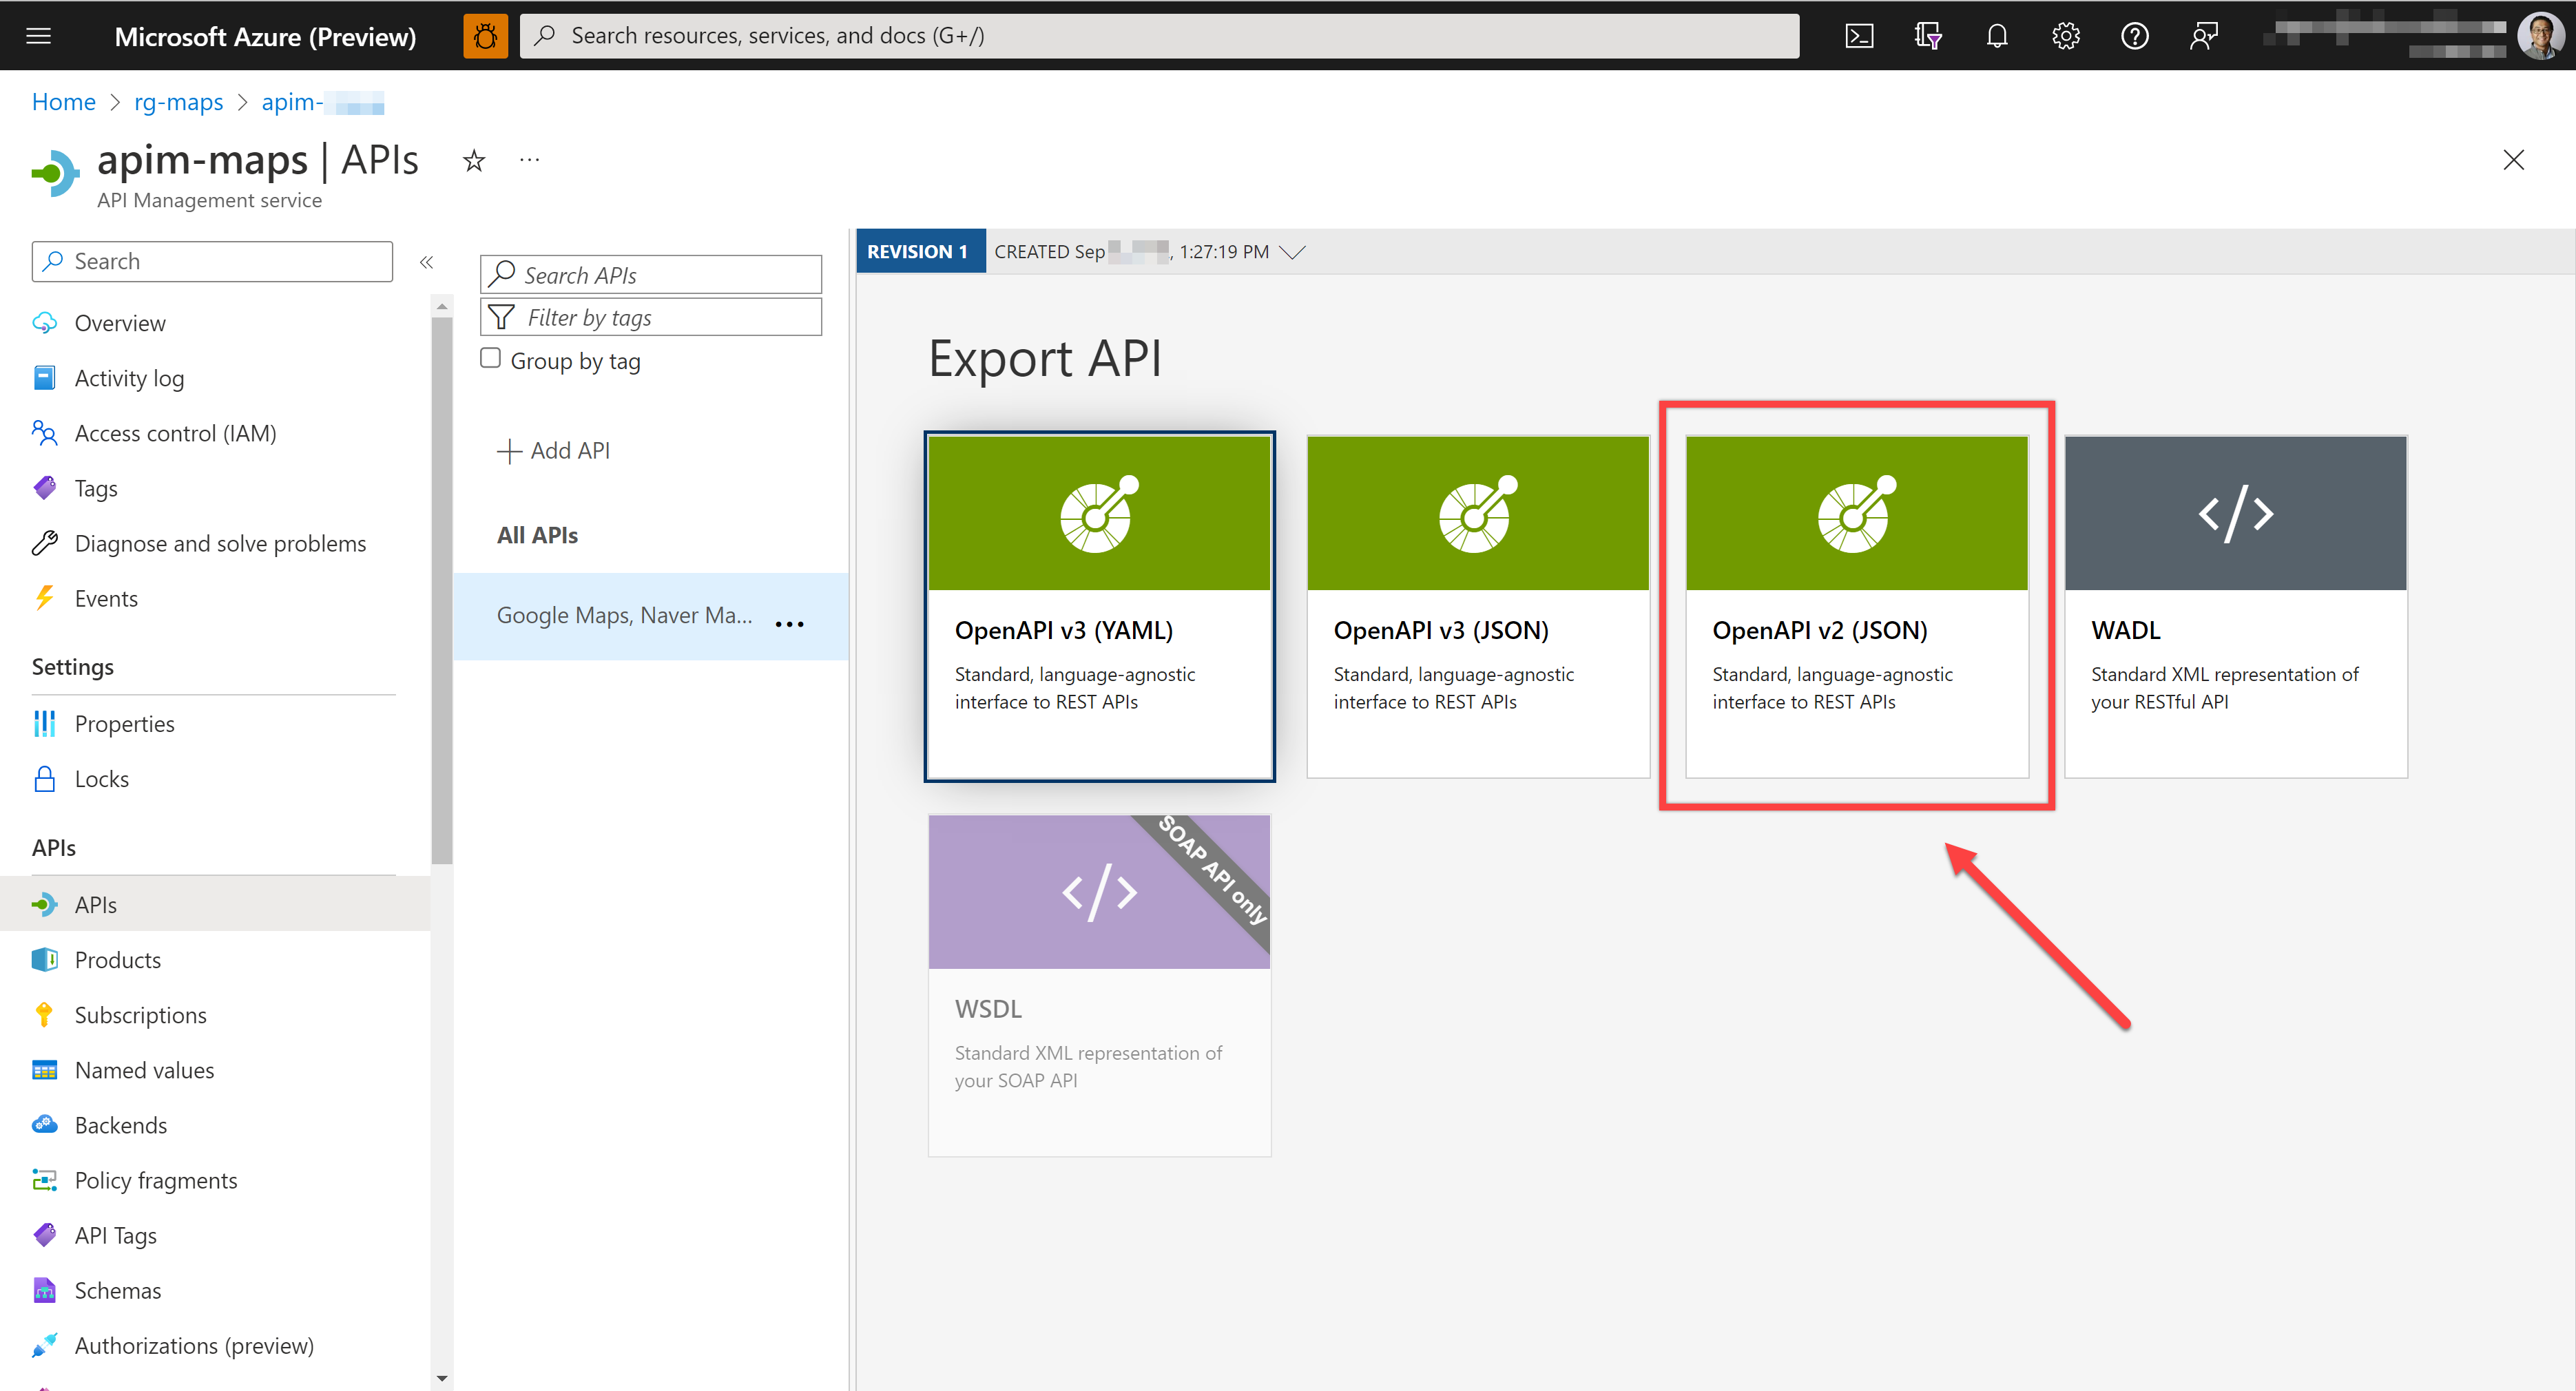 Microsoft Azure (Preview)
Search resources, services, and docs (G+/)
Home > rg-maps > apim-
apim-maps | APIs
API Management service
Search
Overview
Activity log
Access control (IAM)
Tags
Diagnose and solve problems
Events
Settings
Properties
Locks
APIs
APIs
Products
Subscriptions
Named values
Backends
Policy fragments
API Tags
Schemas
Authorizations (preview)
Search APIs
Filter by tags
Group by tag
Add API
All APIs
Google Maps, Naver Ma...
REVISION 1 CREATED Sep , 1:27:19 PM
Export API
OpenAPI v3 (YAML)
Standard, language-agnostic
interface to REST APIs
OpenAPI v3 (JSON)
Standard, language-agnostic
interface to REST APIs
OpenAPI v2 (JSON)
Standard, language-agnostic
interface to REST APIs
WADL
Standard XML representation of
your RESTful API
SOAP API only
WSDL
Standard XML representation of
your SOAP API